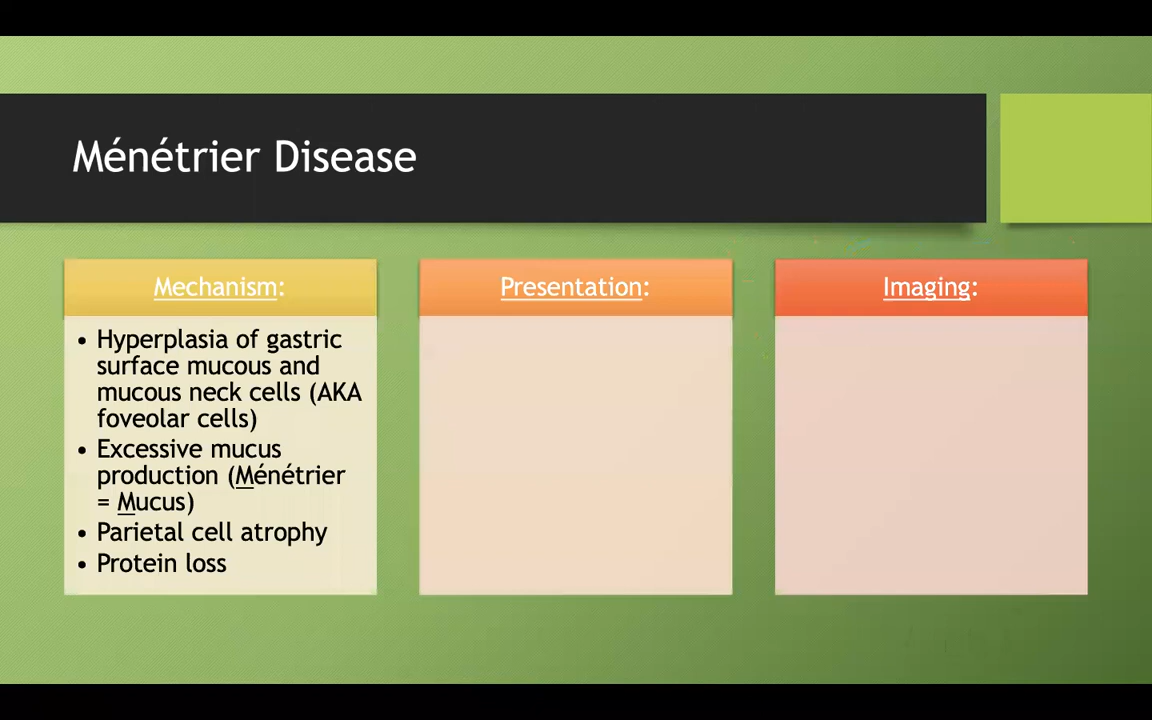 Ménétrier Disease
Mechanism:
• Hyperplasia of gastric
surface mucous and
mucous neck cells (AKA
foveolar cells)
• Excessive mucus
production (Ménétrier
= Mucus)
• Parietal cell atrophy
• Protein loss
Presentation:
Imaging: